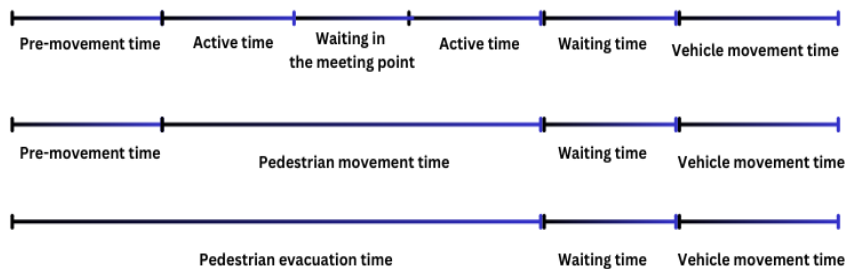 Pre-movement time
Active time
Waiting in
the meeting point
Active time
Waiting time
Vehicle movement time
Pre-movement time
Pedestrian movement time
Waiting time
Vehicle movement time
Pedestrian evacuation time
Waiting time
Vehicle movement time